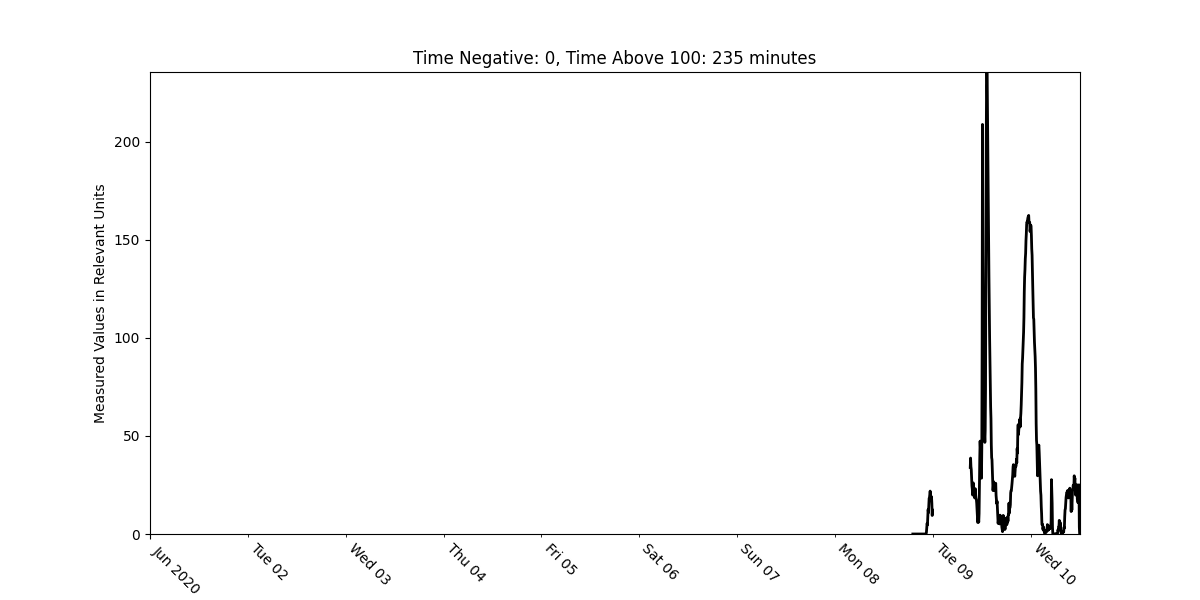 Time Negative: 0, Time Above 100: 235 minutes
Measured Values in Relevant Units
200
150
100
50
0
Jun 2020
Tue 02
Wed 03
Thu 04
Fri 05
Sat 06
Sun 07
Mon 08
Tue 09
Wed 10